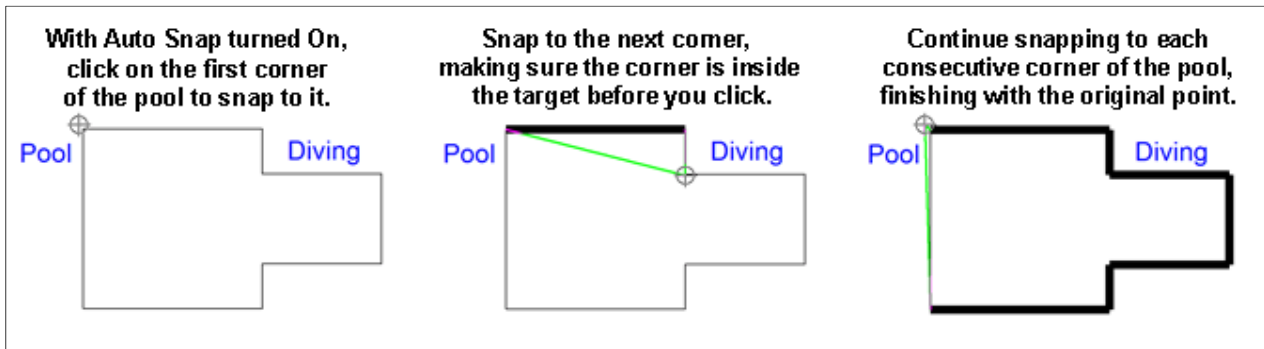 With Auto Snap turned On,
click on the first corner
of the pool to snap to it.
Pool
Diving
Snap to the next corner,
making sure the corner is inside
the target before you click.
Pool
Diving
Continue snapping to each
consecutive corner of the pool,
finishing with the original point.
Pool
Diving